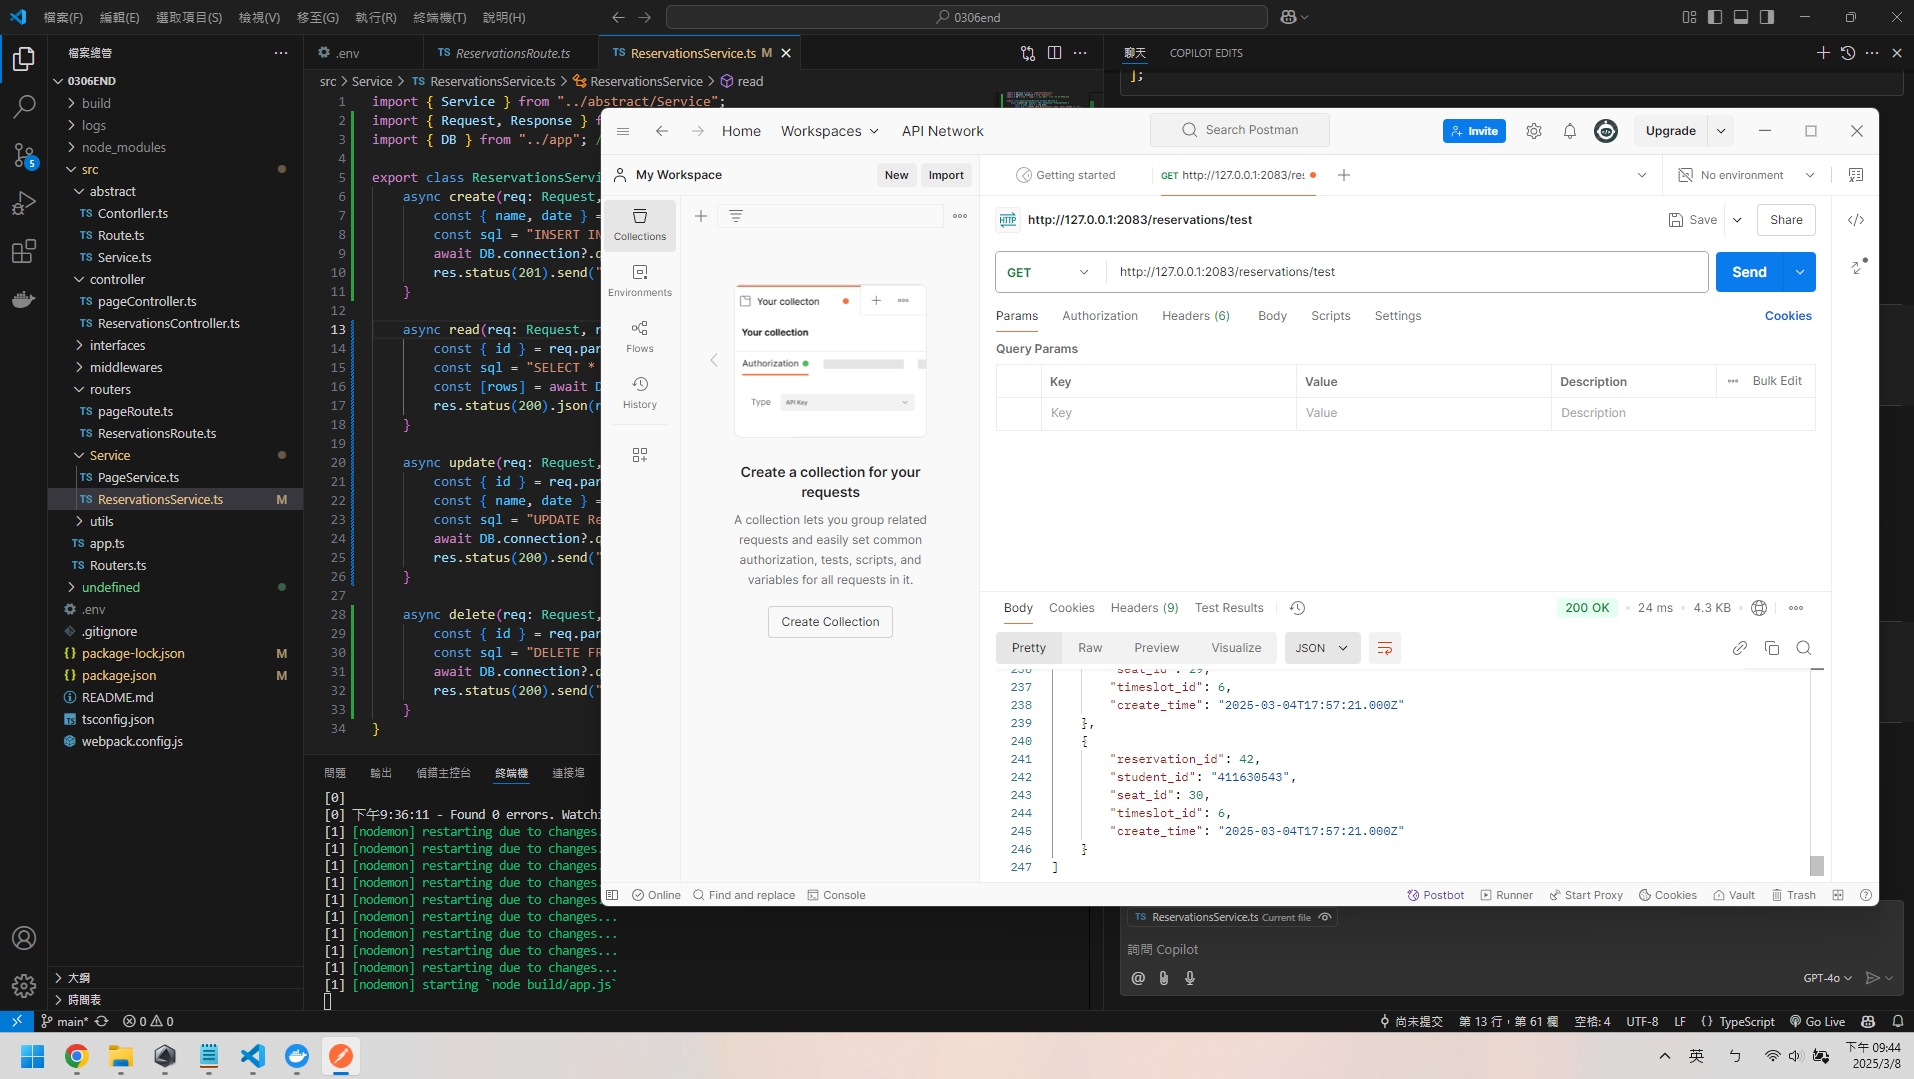 檔案(F) 編輯(E) 選取項目(S) 檢視(V) 移至(G) 執行(R) 終端機(T) 說明(H)
0306end
檔案總管
0306END
build
logs
node_modules
src
abstract
TS Contorller.ts
TS Route.ts
TS Service.ts
controller
TS pageController.ts
TS ReservationsController.ts
interfaces
middlewares
routers
TS pageRoute.ts
TS ReservationsRoute.ts
Service
TS PageService.ts
TS ReservationsService.ts M
utils
TS app.ts
TS Routers.ts
undefined
.env
.gitignore
{} package-lock.json M
{} package.json M
README.md
tsconfig.json
webpack.config.js
大綱
時間表
5
.env
TS ReservationsRoute.ts
TS ReservationsService.ts M
src > Service > TS ReservationsService.ts > ReservationsService > read
1 import { Service } from "../abstract/Service";
2 import { Request, Response } f
3 import { DB } from "../app"; /
4
5 export class ReservationsServi
6 async create(req: Request,
7 const { name, date } =
8 const sql = "INSERT IN
9 await DB.connection?.q
10 res.status(201).send("
11 }
12
13 async read(req: Request, r
14 const { id } = req.par
15 const sql = "SELECT *
16 const [rows] = await D
17 res.status(200).json(r
18 }
19
20 async update(req: Request,
21 const { id } = req.par
22 const { name, date } =
23 const sql = "UPDATE Re
24 await DB.connection?.q
25 res.status(200).send("
26 }
27
28 async delete(req: Request,
29 const { id } = req.par
30 const sql = "DELETE FR
31 await DB.connection?.q
32 res.status(200).send("
33 }
34 }
問題 輸出 偵錯主控台 終端機 連接埠
[0]
[0] 下午9:36:11 - Found 0 errors. Watchi
[1] [nodemon] restarting due to changes.
[1] [nodemon] restarting due to changes.
[1] [nodemon] restarting due to changes.
[1] [nodemon] restarting due to changes.
[1] [nodemon] restarting due to changes.
[1] [nodemon] restarting due to changes...
[1] [nodemon] restarting due to changes...
[1] [nodemon] restarting due to changes...
[1] [nodemon] restarting due to changes...
[1] [nodemon] starting `node build/app.js`
聊天 COPILOT EDITS
];
Home Workspaces API Network
Search Postman
Invite
Upgrade
My Workspace
New Import
Getting started
GET http://127.0.0.1:2083/res
No environment
Collections
Environments
Flows
History
Your collecton
Your collection
Authorization
Type API Key
Create a collection for your
requests
A collection lets you group related
requests and easily set common
authorization, tests, scripts, and
variables for all requests in it.
Create Collection
HTTP http://127.0.0.1:2083/reservations/test
Save
Share
GET http://127.0.0.1:2083/reservations/test
Send
Params Authorization Headers (6) Body Scripts Settings
Cookies
Query Params
Key Value Description Bulk Edit
Key Value Description
Body Cookies Headers (9) Test Results
200 OK 24 ms 4.3 KB
Pretty Raw Preview Visualize JSON
236 "seat_id": 29,
237 "timeslot_id": 6,
238 "create_time": "2025-03-04T17:57:21.000Z"
239 },
240 {
241 "reservation_id": 42,
242 "student_id": "411630543",
243 "seat_id": 30,
244 "timeslot_id": 6,
245 "create_time": "2025-03-04T17:57:21.000Z"
246 }
247 ]
Online Find and replace Console
Postbot Runner Start Proxy Cookies Vault Trash
TS ReservationsService.ts Current file
詢問 Copilot
GPT-4o
main* 0 0
尚未提交 第 13 行，第 61 欄 空格: 4 UTF-8 LF {} TypeScript Go Live
英 ㄅ
下午 09:44
2025/3/8